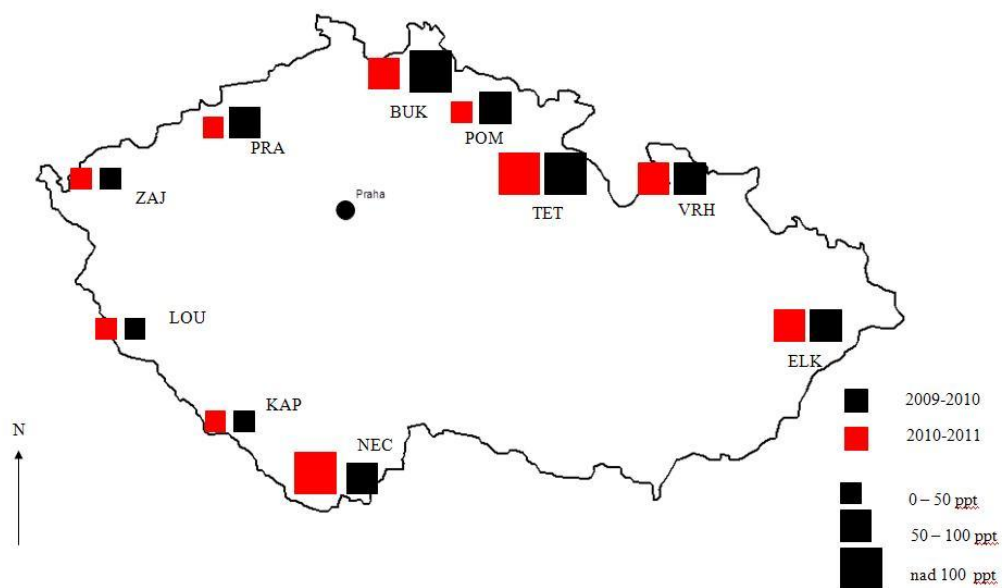 BUK
POM
PRA
ZAJ
Praha
TET
VRH
LOU
ELK
KAP
NEC
N
2009-2010
2010-2011
0 – 50 ppt
50 – 100 ppt
nad 100 ppt